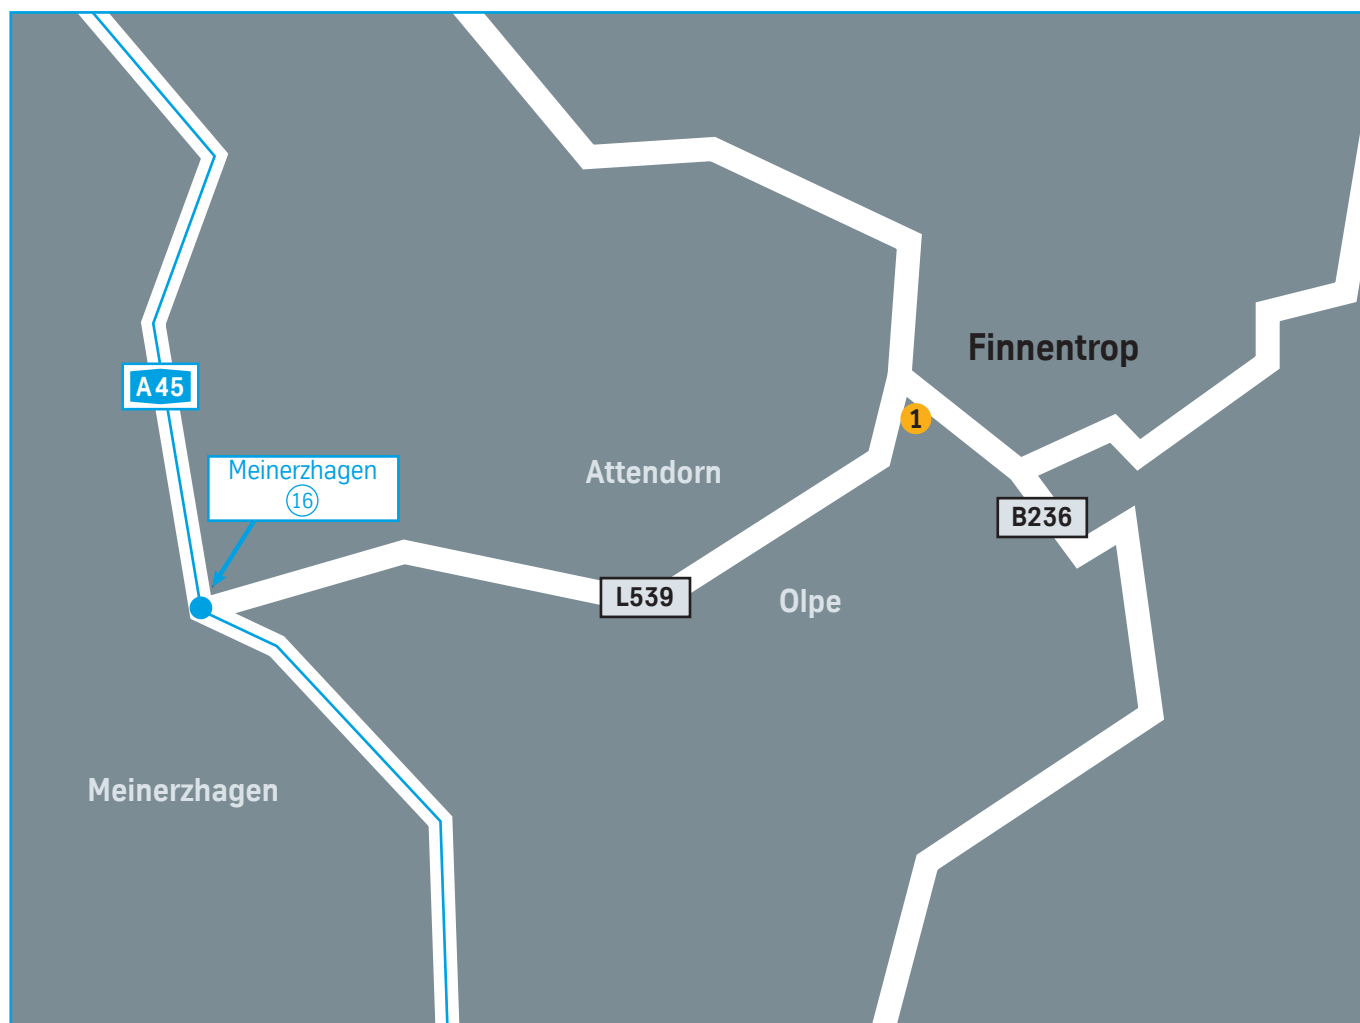 Finnentrop
A45
1
Meinerzhagen
16
Attendorn
B236
L539
Olpe
Meinerzhagen